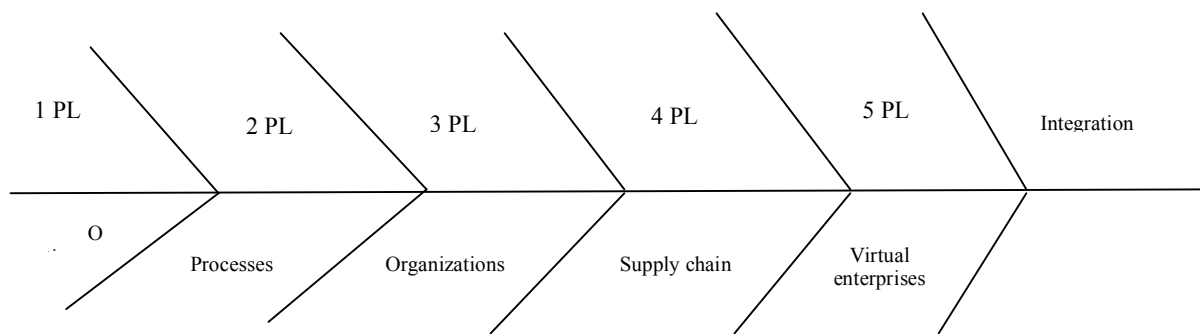 1 PL
2 PL
3 PL
4 PL
5 PL
Integration
O
Processes
Organizations
Supply chain
Virtual
enterprises